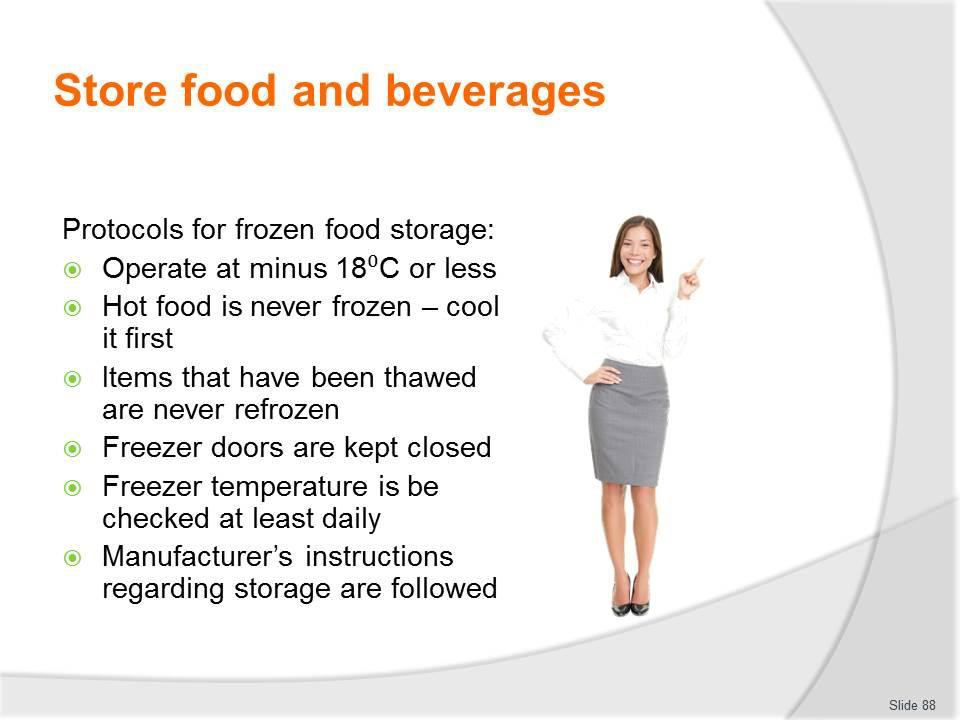 Store food and beverages
Protocols for frozen food storage:
Operate at minus 18⁰C or less
Hot food is never frozen – cool
it first
Items that have been thawed
are never refrozen
Freezer doors are kept closed
Freezer temperature is be
checked at least daily
Manufacturer’s instructions
regarding storage are followed
Slide 88